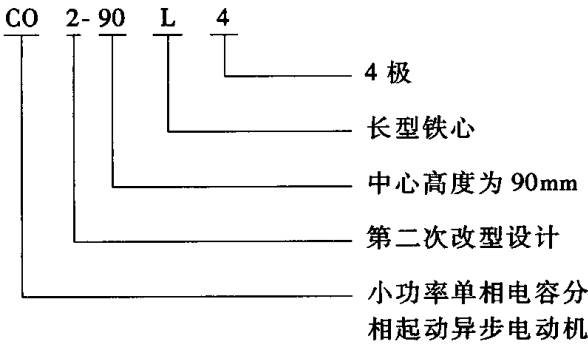 CO 2-90 L 4
4 极
长型铁心
中心高度为 90mm
第二次改型设计
小功率单相电容分
相起动异步电动机